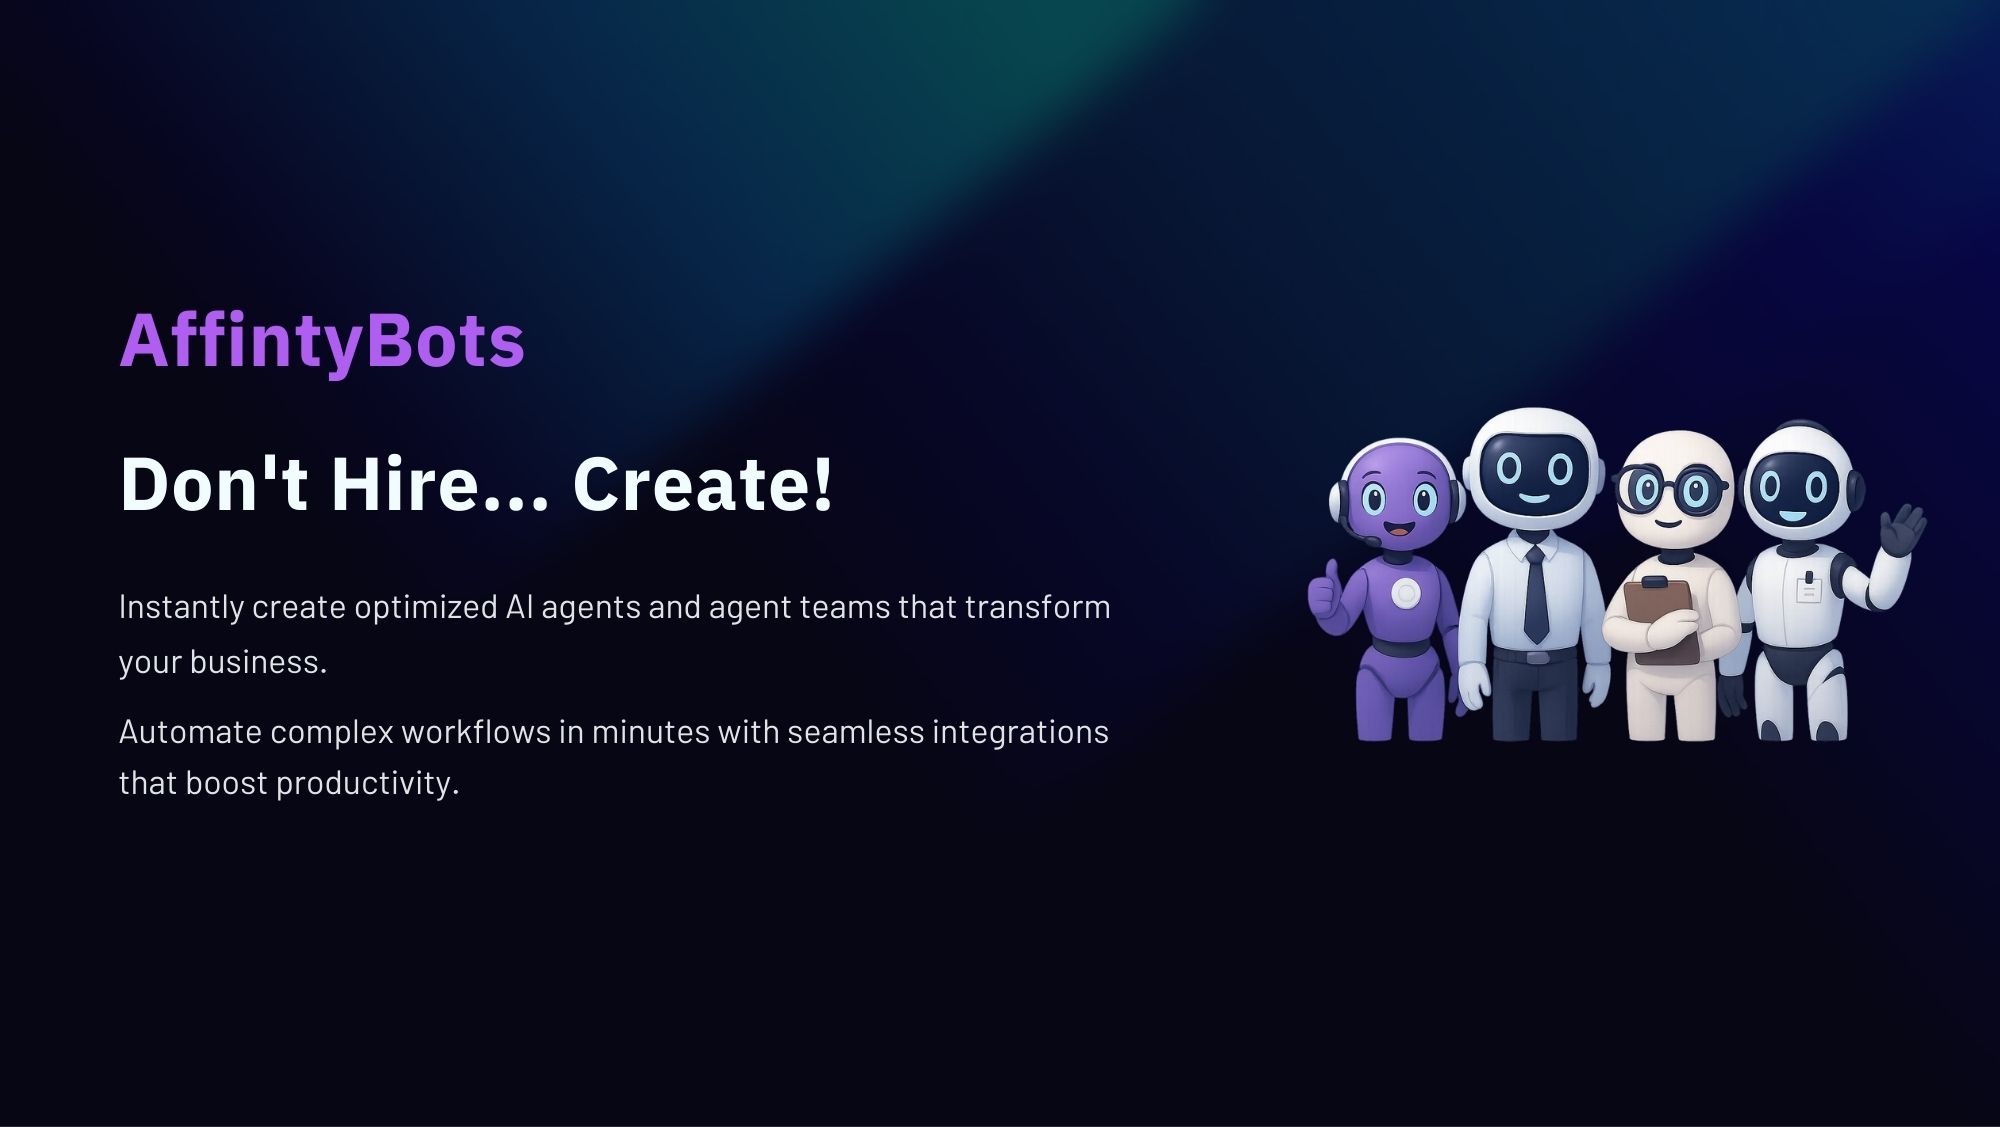 AffintyBots
Don't Hire... Create!
Instantly create optimized AI agents and agent teams that transform
your business.
Automate complex workflows in minutes with seamless integrations
that boost productivity.